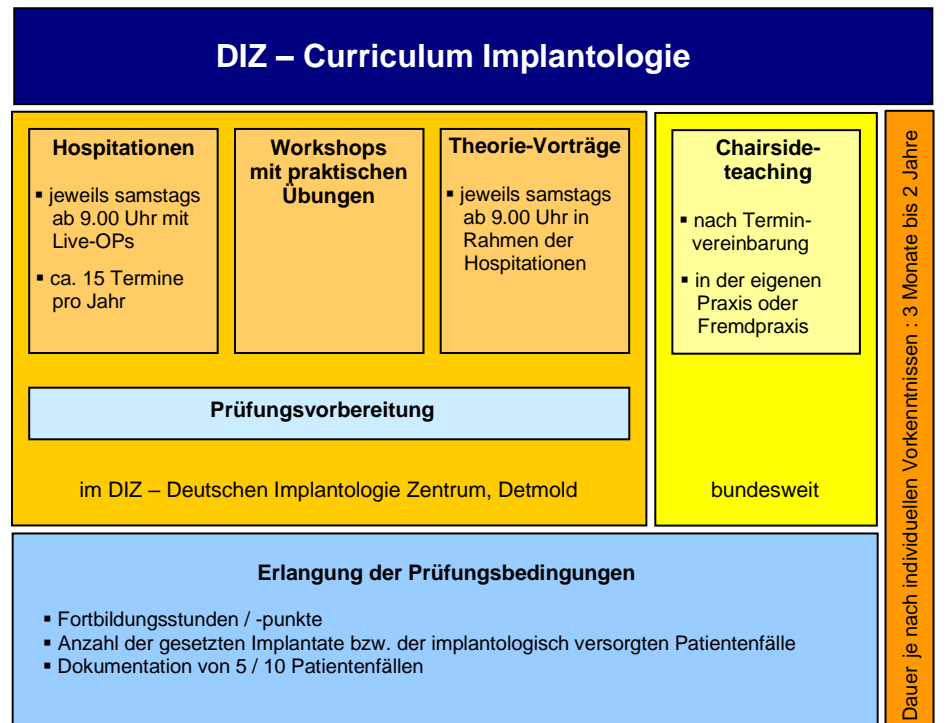 DIZ – Curriculum Implantologie
Hospitationen
▪ jeweils samstags
ab 9.00 Uhr mit
Live-OPs
▪ ca. 15 Termine
pro Jahr
Workshops
mit praktischen
Übungen
Theorie-Vorträge
▪ jeweils samstags
ab 9.00 Uhr in
Rahmen der
Hospitationen
Prüfungsvorbereitung
im DIZ – Deutschen Implantologie Zentrum, Detmold
Chairside-
teaching
▪ nach Termin-
vereinbarung
▪ in der eigenen
Praxis oder
Fremdpraxis
bundesweit
Dauer je nach individuellen Vorkenntnissen : 3 Monate bis 2 Jahre
Erlangung der Prüfungsbedingungen
▪ Fortbildungsstunden / -punkte
▪ Anzahl der gesetzten Implantate bzw. der implantologisch versorgten Patientenfälle
▪ Dokumentation von 5 / 10 Patientenfällen